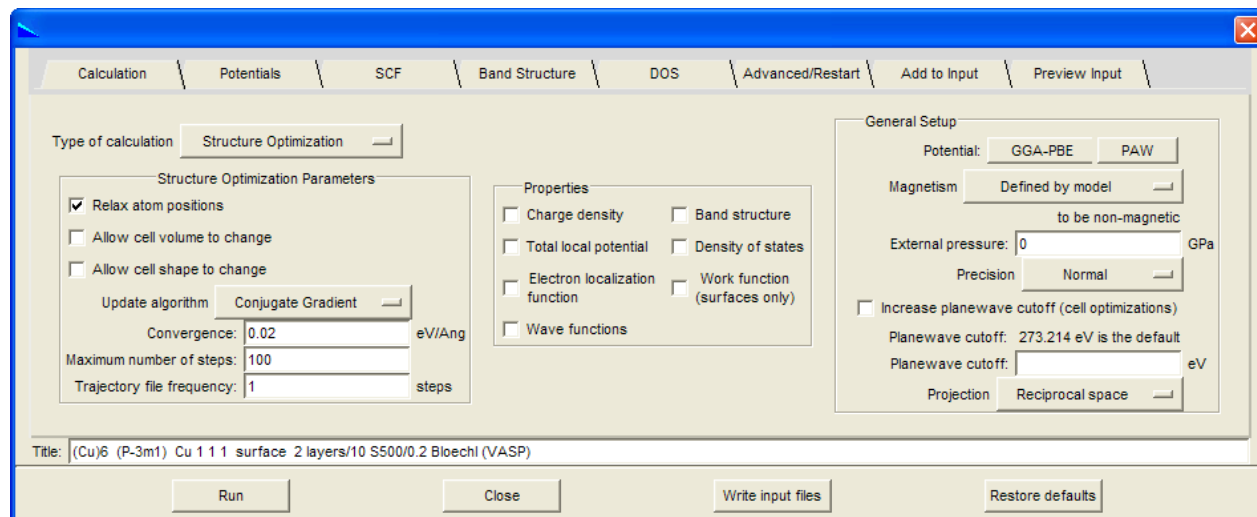 Calculation Potentials SCF Band Structure DOS Advanced/Restart Add to Input Preview Input
Type of calculation Structure Optimization
Structure Optimization Parameters
Relax atom positions
Allow cell volume to change
Allow cell shape to change
Update algorithm Conjugate Gradient
Convergence: 0.02 eV/Ang
Maximum number of steps: 100
Trajectory file frequency: 1 steps
Properties
Charge density Band structure
Total local potential Density of states
Electron localization
function
Work function
(surfaces only)
Wave functions
General Setup
Potential: GGA-PBE PAW
Magnetism Defined by model
to be non-magnetic
External pressure: 0 GPa
Precision Normal
Increase planewave cutoff (cell optimizations)
Planewave cutoff: 273.214 eV is the default
Planewave cutoff: eV
Projection Reciprocal space
Title: (Cu)6 (P-3m1) Cu 1 1 1 surface 2 layers/10 S500/0.2 Bloechl (VASP)
Run Close Write input files Restore defaults